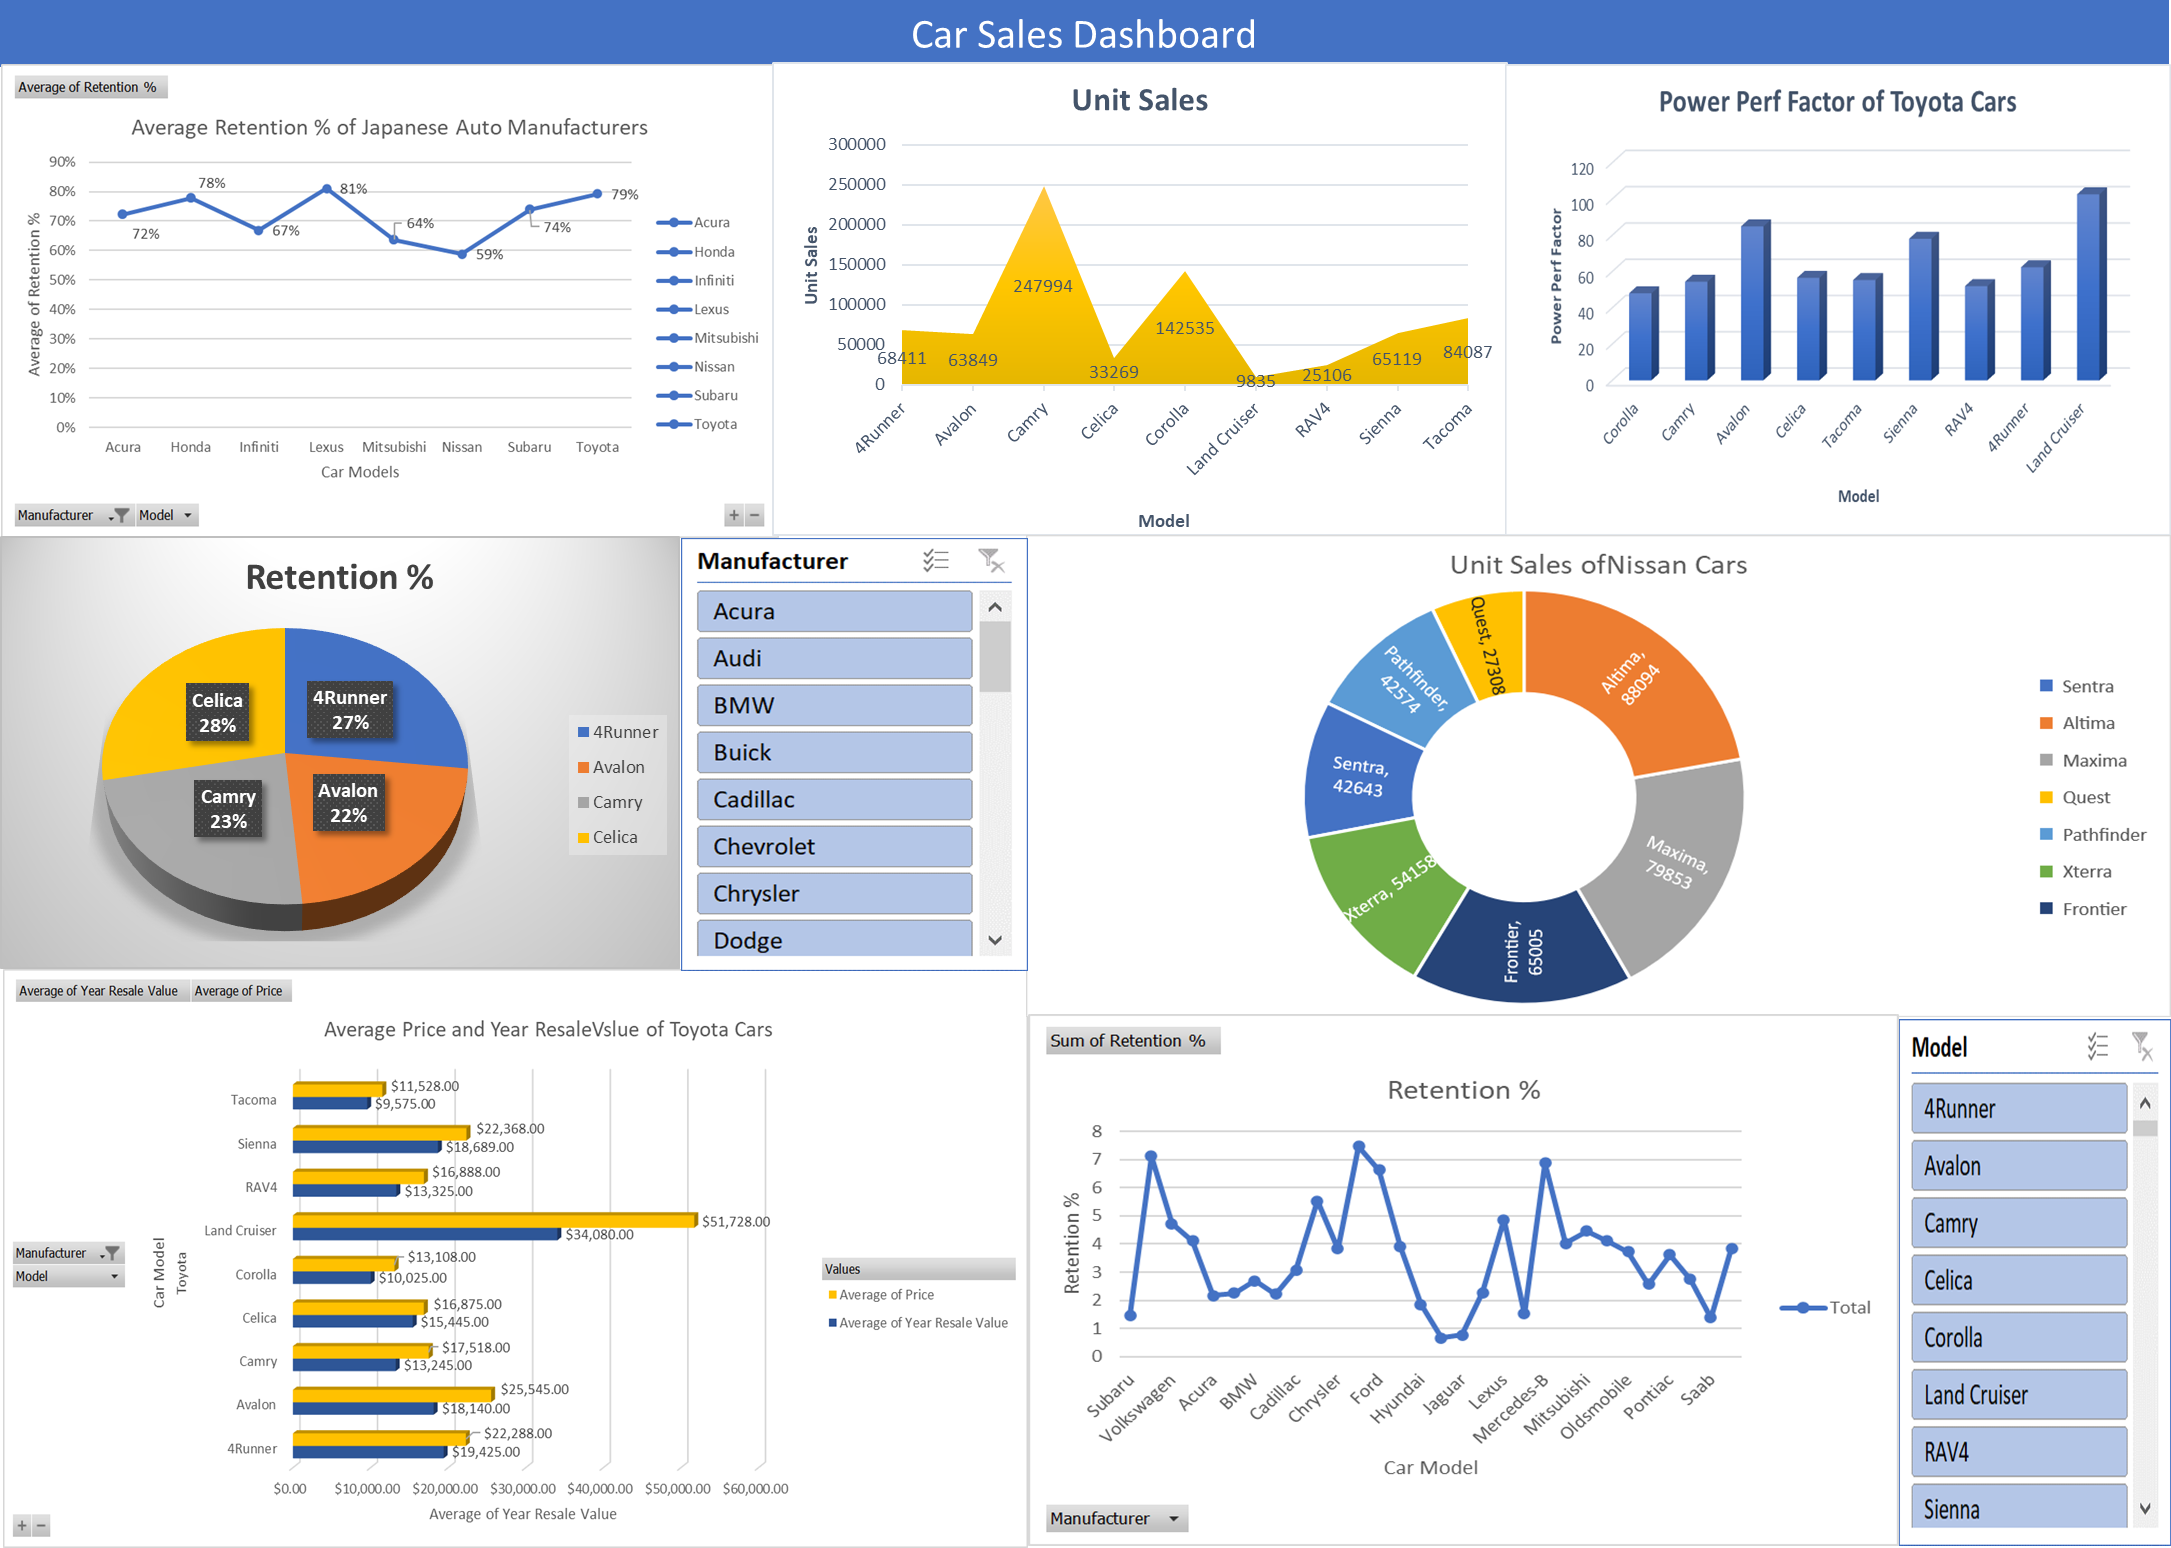 Car Sales Dashboard
Average of Retention %
Average Retention % of Japanese Auto Manufacturers
90%
80%
70%
60%
50%
40%
30%
20%
10%
0%
Average of Retention %
72%
78%
67%
81%
64%
59%
74%
79%
Acura
Honda
Infiniti
Lexus
Mitsubishi
Nissan
Subaru
Toyota
Car Models
Acura
Honda
Infiniti
Lexus
Mitsubishi
Nissan
Subaru
Toyota
Manufacturer
Model
Unit Sales
300000
250000
200000
150000
100000
50000
0
Unit Sales
68411
63849
247994
33269
142535
9835
25106
65119
84087
4Runner
Avalon
Camry
Celica
Corolla
Land Cruiser
RAV4
Sienna
Tacoma
Model
Power Perf Factor of Toyota Cars
120
100
80
60
40
20
0
Power Perf Factor
Corolla
Camry
Avalon
Celica
Tacoma
Sienna
RAV4
4Runner
Land Cruiser
Model
Retention %
Celica
28%
4Runner
27%
Camry
23%
Avalon
22%
4Runner
Avalon
Camry
Celica
Manufacturer
Acura
Audi
BMW
Buick
Cadillac
Chevrolet
Chrysler
Dodge
Unit Sales ofNissan Cars
Quest, 27308
Altima,
88094
Pathfinder,
42574
Sentra,
42643
Maxima,
79853
Xterra, 54158
Frontier,
65005
Sentra
Altima
Maxima
Quest
Pathfinder
Xterra
Frontier
Average of Year Resale Value
Average of Price
Average Price and Year ResaleVslue of Toyota Cars
Tacoma
$11,528.00
$9,575.00
Sienna
$22,368.00
$18,689.00
RAV4
$16,888.00
$13,325.00
Land Cruiser
$51,728.00
$34,080.00
Corolla
$13,108.00
$10,025.00
Celica
$16,875.00
$15,445.00
Camry
$17,518.00
$13,245.00
Avalon
$25,545.00
$18,140.00
4Runner
$22,288.00
$19,425.00
Manufacturer
Model
Car Model
Toyota
Values
Average of Price
Average of Year Resale Value
$0.00
$10,000.00
$20,000.00
$30,000.00
$40,000.00
$50,000.00
$60,000.00
Average of Year Resale Value
Sum of Retention %
Retention %
8
7
6
5
4
3
2
1
0
Retention %
Subaru
Volkswagen
Acura
BMW
Cadillac
Chrysler
Ford
Hyundai
Jaguar
Lexus
Mercedes-B
Mitsubishi
Oldsmobile
Pontiac
Saab
Car Model
Total
Manufacturer
Model
4Runner
Avalon
Camry
Celica
Corolla
Land Cruiser
RAV4
Sienna